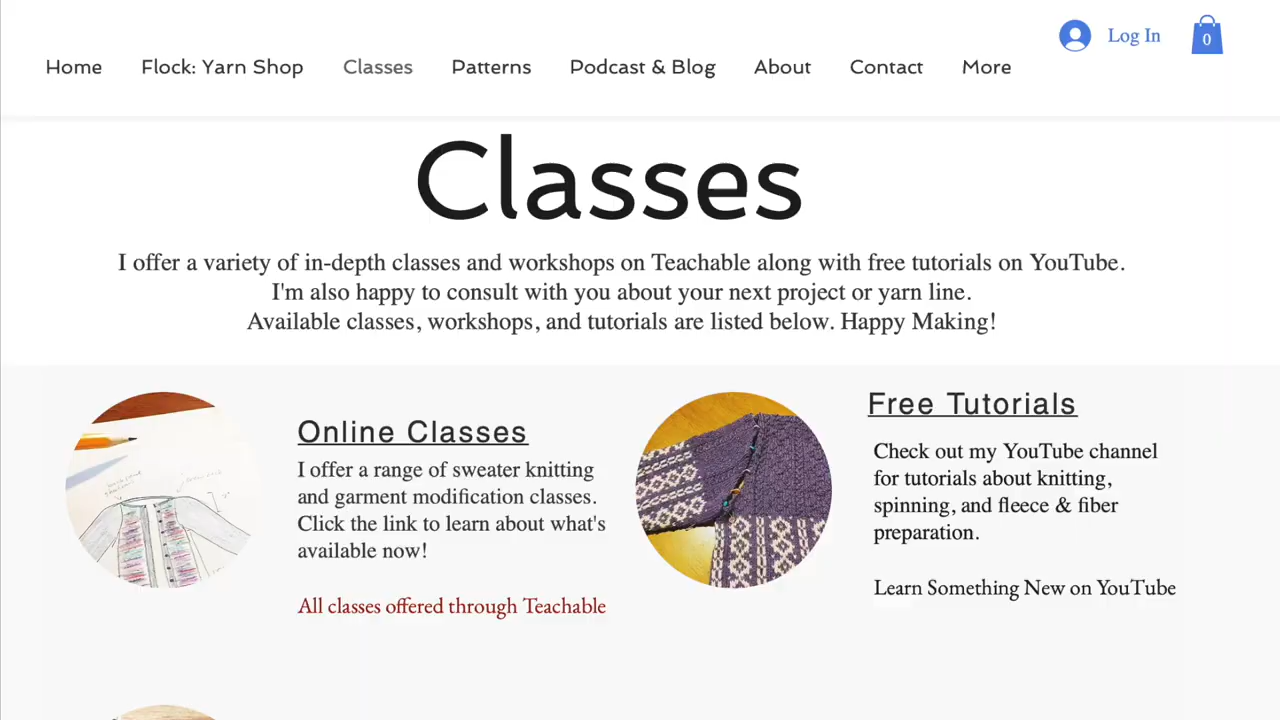 Log In
0
Home Flock: Yarn Shop Classes Patterns Podcast & Blog About Contact More
Classes
I offer a variety of in-depth classes and workshops on Teachable along with free tutorials on YouTube.
I'm also happy to consult with you about your next project or yarn line.
Available classes, workshops, and tutorials are listed below. Happy Making!
Online Classes
I offer a range of sweater knitting
and garment modification classes.
Click the link to learn about what's
available now!
All classes offered through Teachable
Free Tutorials
Check out my YouTube channel
for tutorials about knitting,
spinning, and fleece & fiber
preparation.
Learn Something New on YouTube